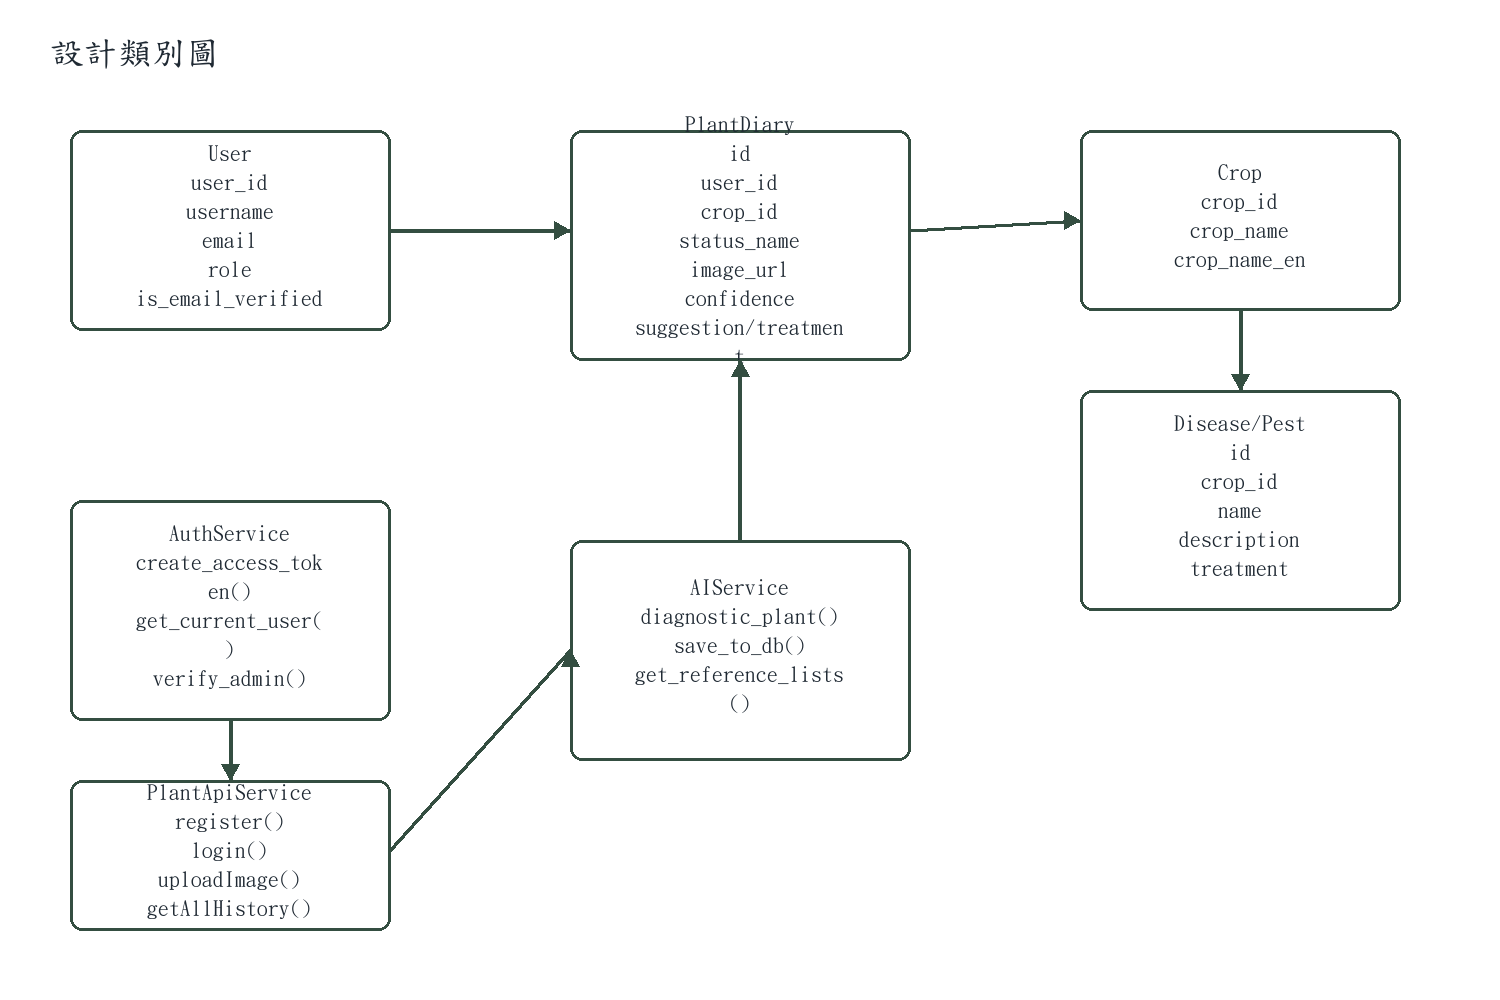 設計類別圖
User
user_id
username
email
role
is_email_verified
PlantDiary
id
user_id
crop_id
status_name
image_url
confidence
suggestion/treatmen
t
Crop
crop_id
crop_name
crop_name_en
Disease/Pest
id
crop_id
name
description
treatment
AuthService
create_access_tok
en()
get_current_user(
)
verify_admin()
AIService
diagnostic_plant()
save_to_db()
get_reference_lists
()
PlantApiService
register()
login()
uploadImage()
getAllHistory()